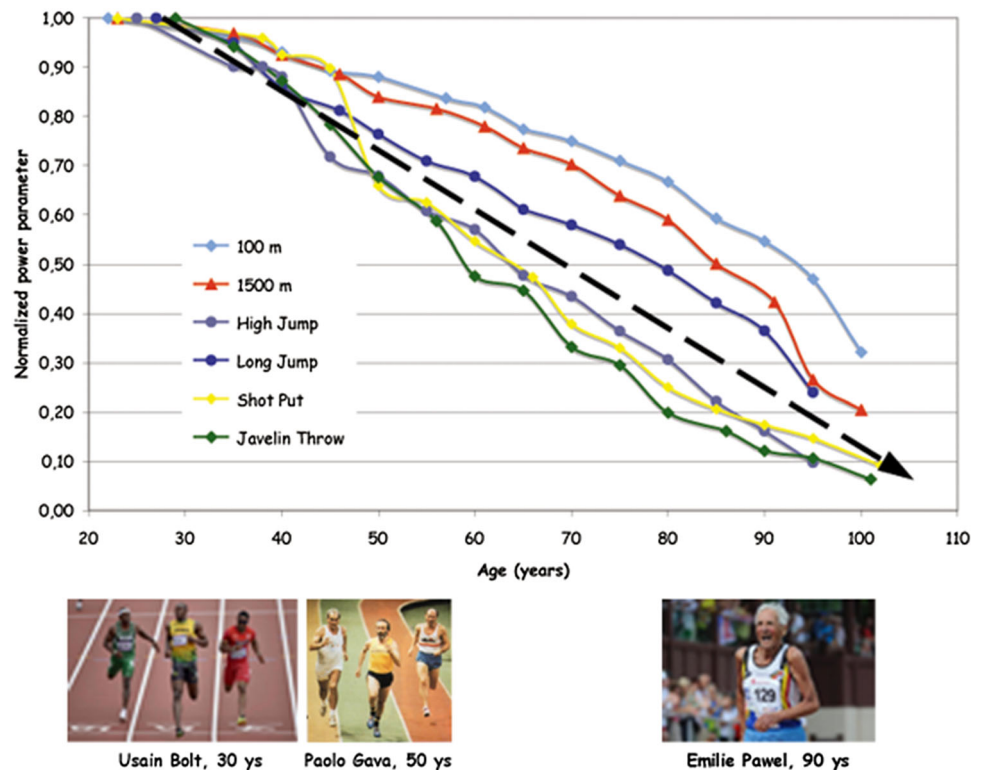 Normalized power parameter
1,00
0,90
0,80
0,70
0,60
0,50
0,40
0,30
0,20
0,10
0,00
100 m
1500 m
High Jump
Long Jump
Shot Put
Javelin Throw
20 30 40 50 60 70 80 90 100 110
Age (years)
129
Usain Bolt, 30 ys Paolo Gava, 50 ys Emilie Pawel, 90 ys